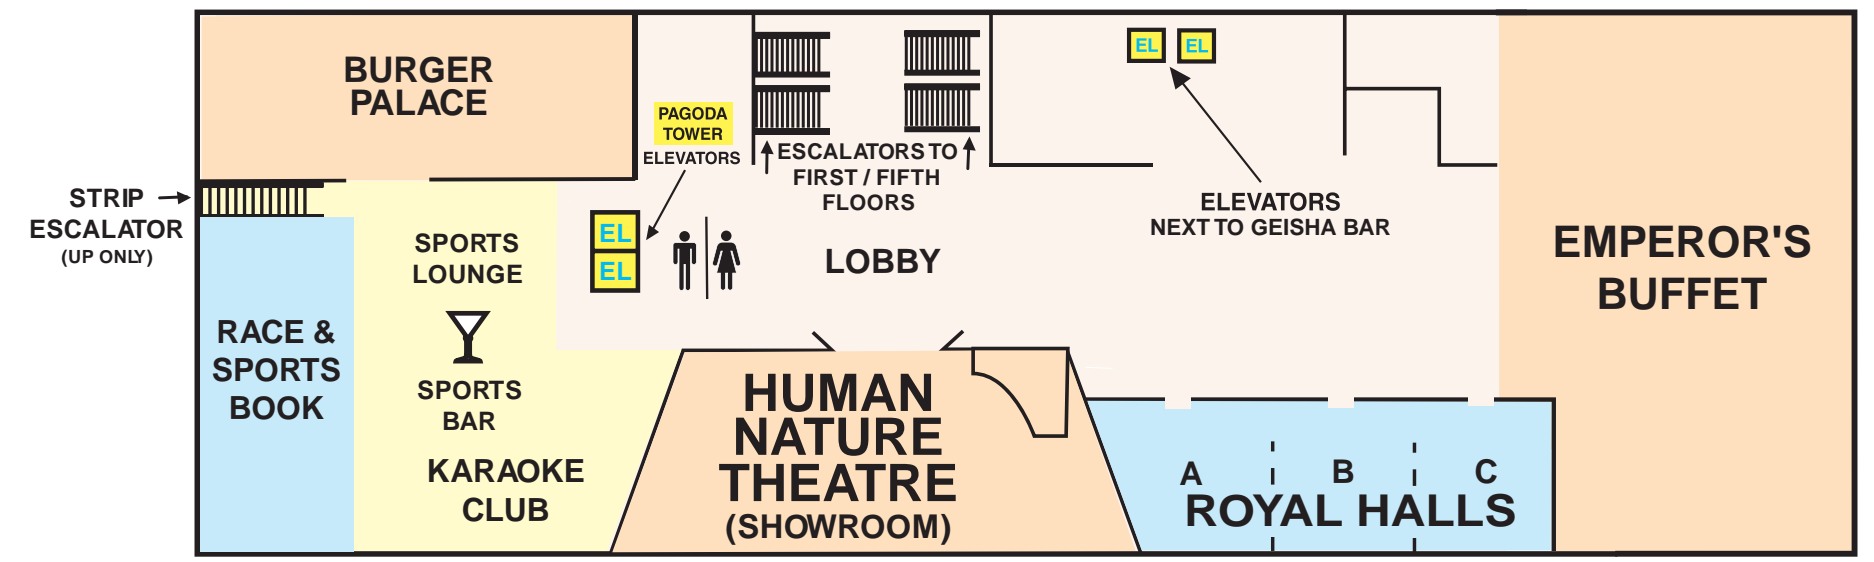 BURGER
PALACE
STRIP
ESCALATOR
(UP ONLY)
PAGODA
TOWER
ELEVATORS
ESCALATORS TO
FIRST / FIFTH
FLOORS
EL
EL
ELEVATORS
NEXT TO GEISHA BAR
EL
EL
LOBBY
SPORTS
LOUNGE
SPORTS
BAR
KARAOKE
CLUB
RACE &
SPORTS
BOOK
HUMAN
NATURE
THEATRE
(SHOWROOM)
A
B
C
ROYAL HALLS
EMPEROR'S
BUFFET